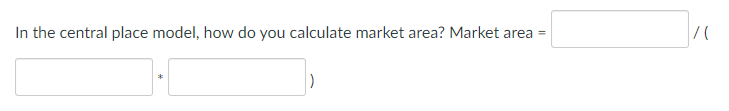 In the central place model, how do you calculate market area? Market area = / (
* )